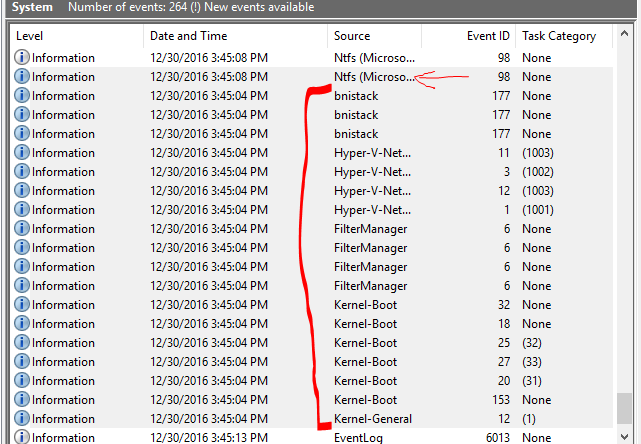 System Number of events: 264 (!) New events available
Level Date and Time Source Event ID Task Category
Information 12/30/2016 3:45:08 PM Ntfs (Microso... 98 None
Information 12/30/2016 3:45:08 PM Ntfs (Microso... 98 None
Information 12/30/2016 3:45:04 PM bnistack 177 None
Information 12/30/2016 3:45:04 PM bnistack 177 None
Information 12/30/2016 3:45:04 PM bnistack 177 None
Information 12/30/2016 3:45:04 PM Hyper-V-Net... 11 (1003)
Information 12/30/2016 3:45:04 PM Hyper-V-Net... 3 (1002)
Information 12/30/2016 3:45:04 PM Hyper-V-Net... 12 (1003)
Information 12/30/2016 3:45:04 PM Hyper-V-Net... 1 (1001)
Information 12/30/2016 3:45:04 PM FilterManager 6 None
Information 12/30/2016 3:45:04 PM FilterManager 6 None
Information 12/30/2016 3:45:04 PM FilterManager 6 None
Information 12/30/2016 3:45:04 PM FilterManager 6 None
Information 12/30/2016 3:45:04 PM Kernel-Boot 32 None
Information 12/30/2016 3:45:04 PM Kernel-Boot 18 None
Information 12/30/2016 3:45:04 PM Kernel-Boot 25 (32)
Information 12/30/2016 3:45:04 PM Kernel-Boot 27 (33)
Information 12/30/2016 3:45:04 PM Kernel-Boot 20 (31)
Information 12/30/2016 3:45:04 PM Kernel-Boot 153 None
Information 12/30/2016 3:45:04 PM Kernel-General 12 (1)
Information 12/30/2016 3:45:13 PM EventLog 6013 None